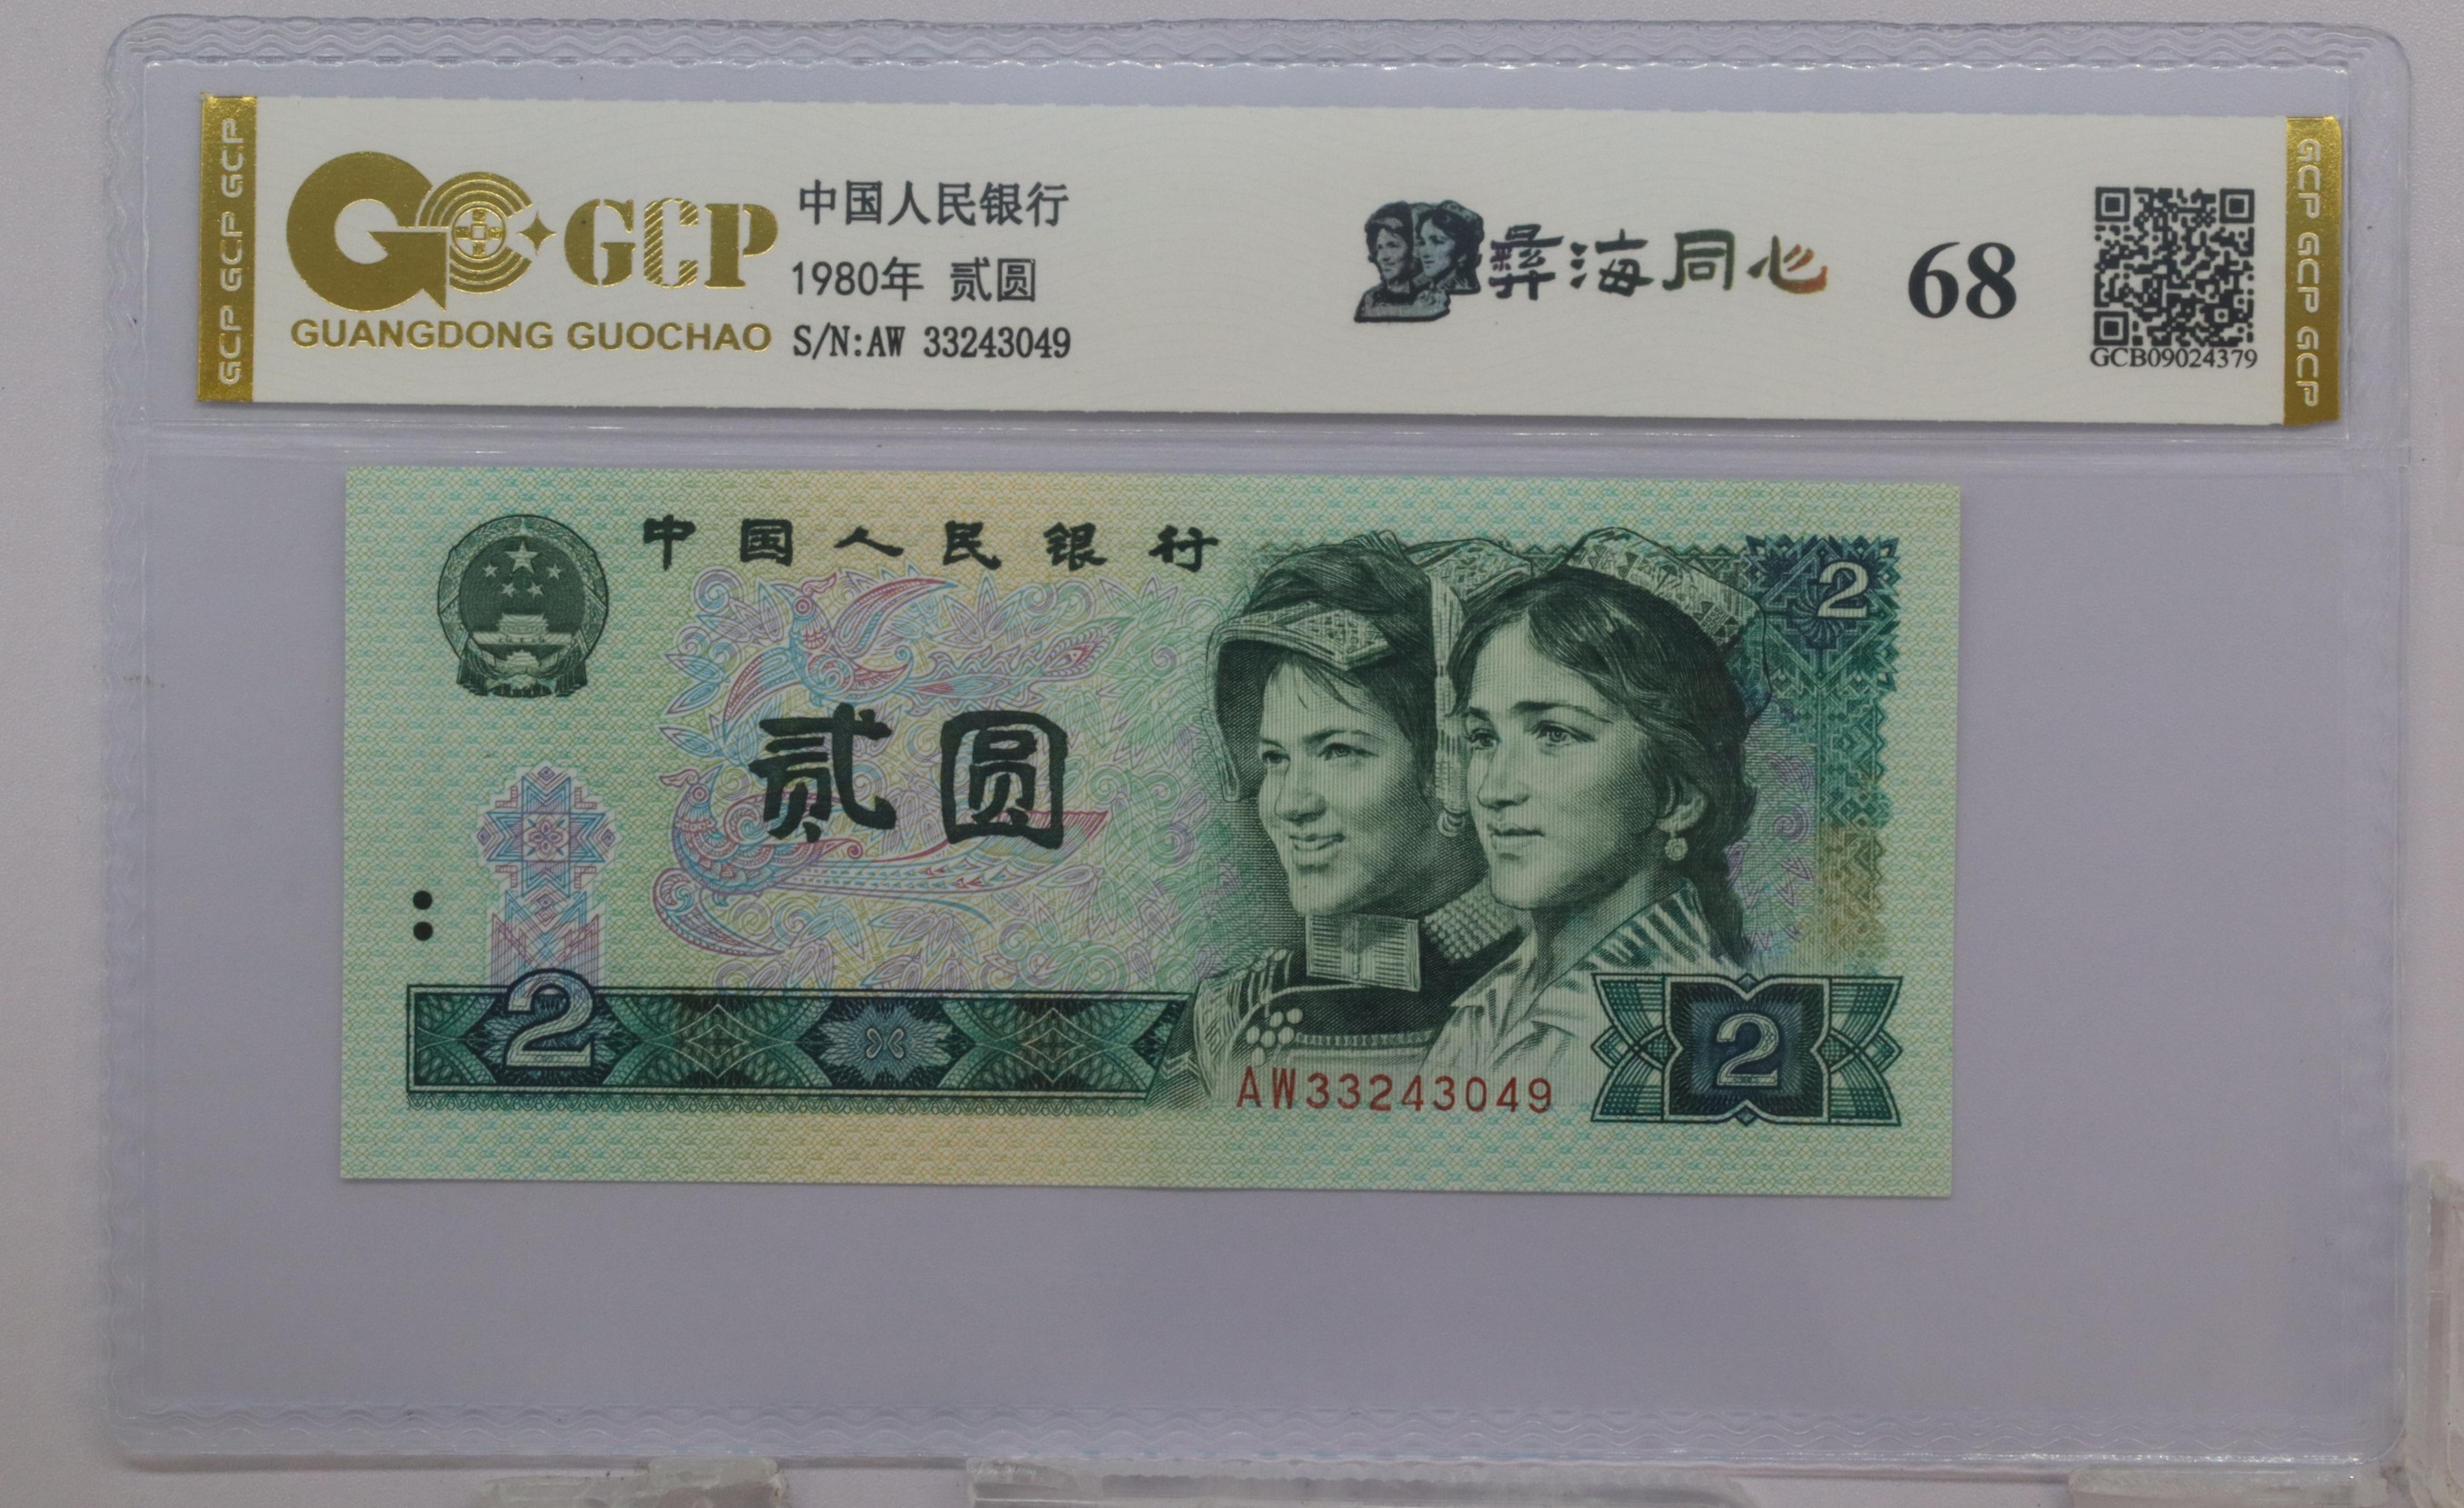 GCP GCP GCP
GCP
GUANGDONG GUOCHAO
中国人民银行
1980年 贰圆
S/N:AW 33243049
彝海同心
68
GCB09024379
GCP GCP GCP
中国人民银行
2
贰圆
2
2
AW33243049